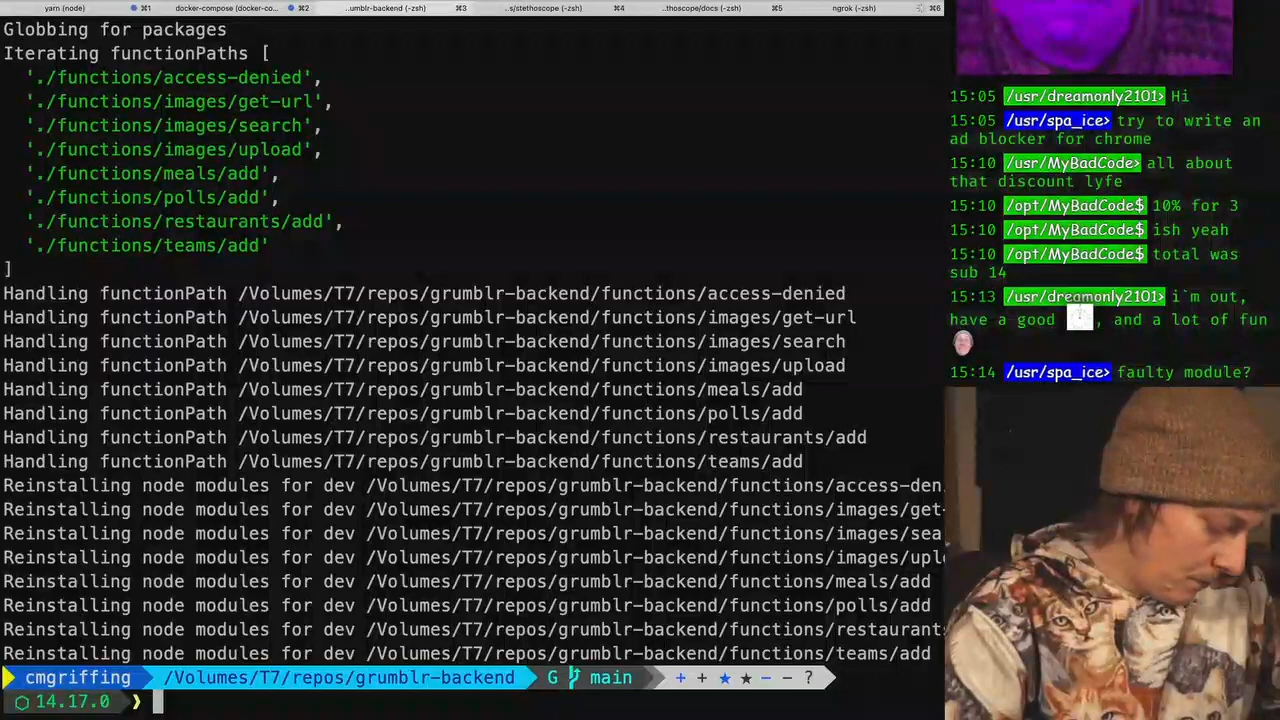 yarn (node) ⌘1 docker-compose (docker-co... ⌘2 ..umblr-backend (-zsh) ⌘3 ..s/stethoscope (-zsh) ⌘4 ..thoscope/docs (-zsh) ⌘5 ngrok (-zsh) ⌘6
Globbing for packages
Iterating functionPaths [
'./functions/access-denied',
'./functions/images/get-url',
'./functions/images/search',
'./functions/images/upload',
'./functions/meals/add',
'./functions/polls/add',
'./functions/restaurants/add',
'./functions/teams/add'
]
Handling functionPath /Volumes/T7/repos/grumblr-backend/functions/access-denied
Handling functionPath /Volumes/T7/repos/grumblr-backend/functions/images/get-url
Handling functionPath /Volumes/T7/repos/grumblr-backend/functions/images/search
Handling functionPath /Volumes/T7/repos/grumblr-backend/functions/images/upload
Handling functionPath /Volumes/T7/repos/grumblr-backend/functions/meals/add
Handling functionPath /Volumes/T7/repos/grumblr-backend/functions/polls/add
Handling functionPath /Volumes/T7/repos/grumblr-backend/functions/restaurants/add
Handling functionPath /Volumes/T7/repos/grumblr-backend/functions/teams/add
Reinstalling node modules for dev /Volumes/T7/repos/grumblr-backend/functions/access-den
Reinstalling node modules for dev /Volumes/T7/repos/grumblr-backend/functions/images/get-
Reinstalling node modules for dev /Volumes/T7/repos/grumblr-backend/functions/images/sea
Reinstalling node modules for dev /Volumes/T7/repos/grumblr-backend/functions/images/uplo
Reinstalling node modules for dev /Volumes/T7/repos/grumblr-backend/functions/meals/add
Reinstalling node modules for dev /Volumes/T7/repos/grumblr-backend/functions/polls/add
Reinstalling node modules for dev /Volumes/T7/repos/grumblr-backend/functions/restaurants
Reinstalling node modules for dev /Volumes/T7/repos/grumblr-backend/functions/teams/add
cmgriffing /Volumes/T7/repos/grumblr-backend G main + + ★ ★ − − ?
14.17.0 ❯
15:05 /usr/dreamonly2101> Hi
15:05 /usr/spa_ice> try to write an
ad blocker for chrome
15:10 /usr/MyBadCode> all about
that discount lyfe
15:10 /opt/MyBadCode$ 10% for 3
15:10 /opt/MyBadCode$ ish yeah
15:10 /opt/MyBadCode$ total was
sub 14
15:13 /usr/dreamonly2101> i`m out,
have a good , and a lot of fun
15:14 /usr/spa_ice> faulty module?